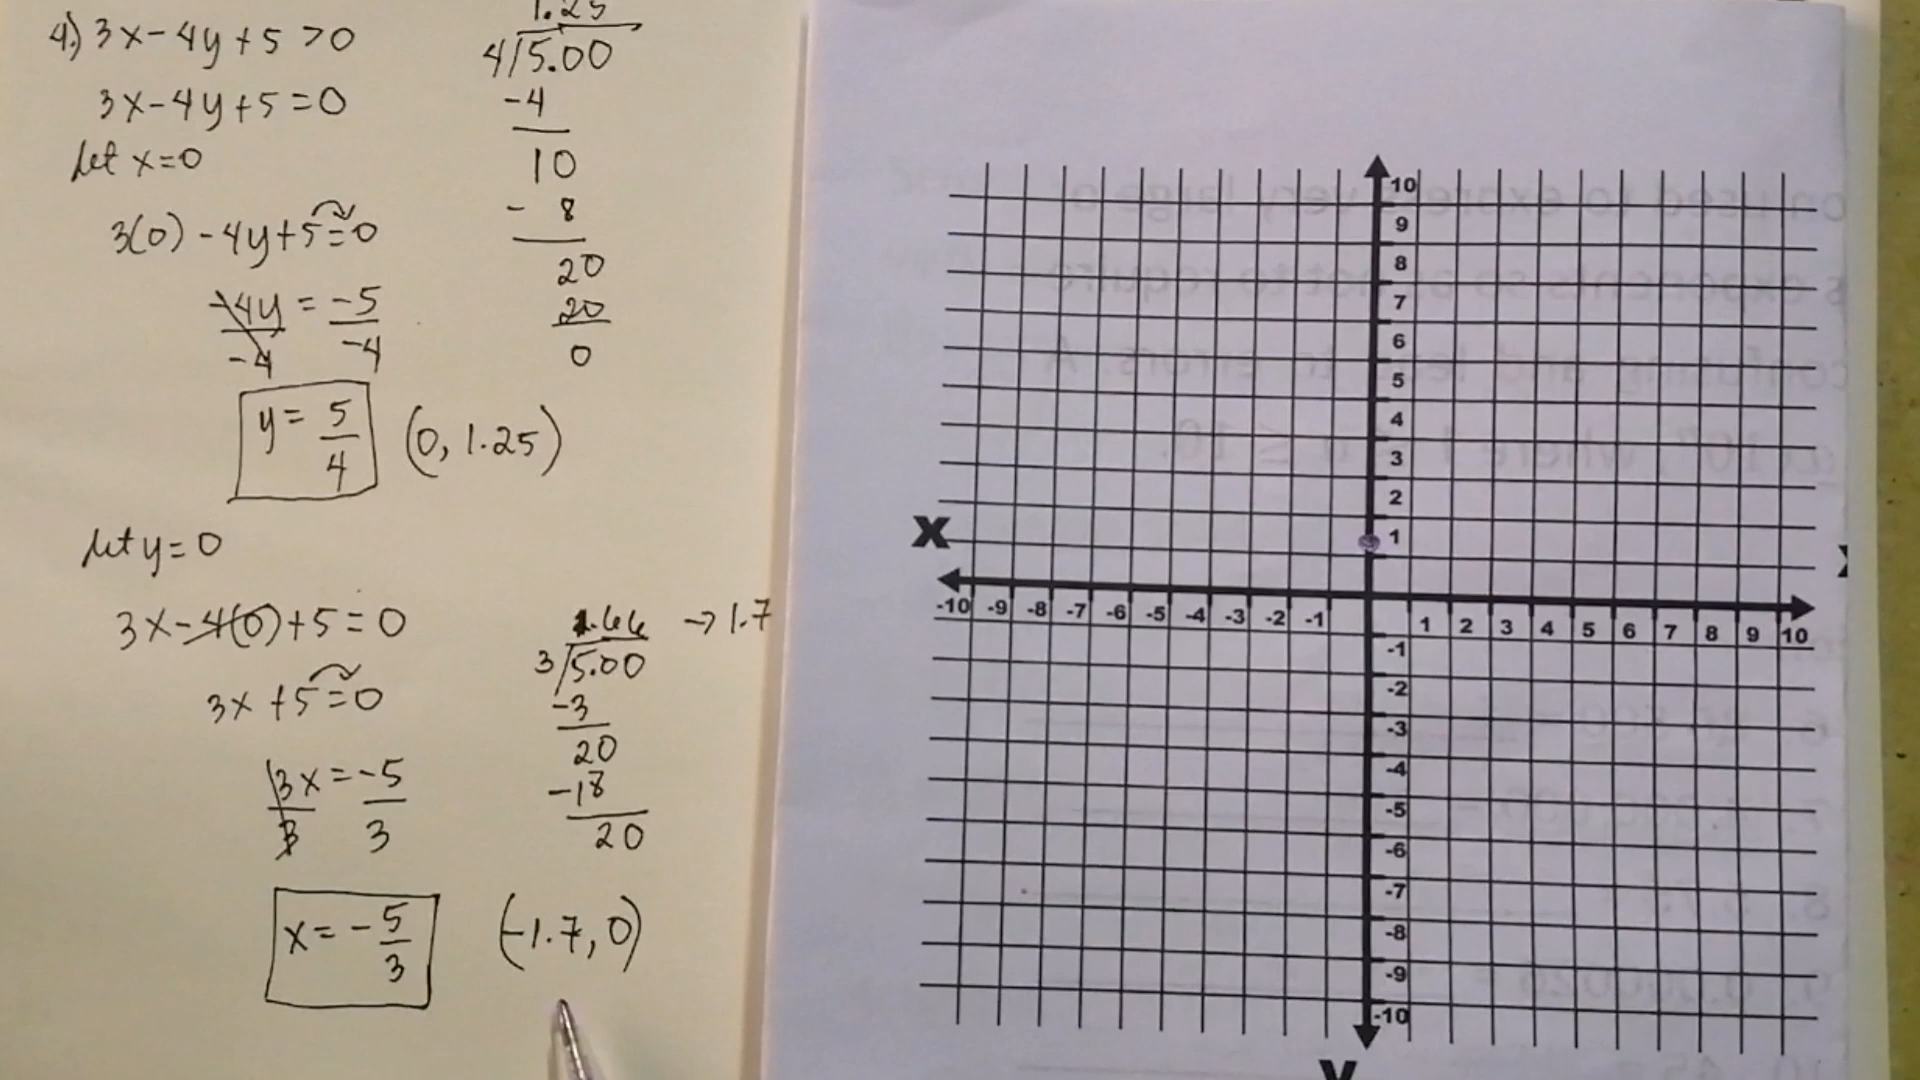 4.) 3x - 4y + 5 > 0
3x - 4y + 5 = 0
Let x = 0
3(0) - 4y + 5 = 0
-4y = -5
-4 -4
y = 5/4 (0, 1.25)
Let y = 0
3x - 4(0) + 5 = 0
3x + 5 = 0
3x = -5
3 3
x = -5/3 (-1.7, 0)
1.25
4 5.00
-4
10
- 8
20
20
0
1.66 → 1.7
3 5.00
-3
20
-18
20
10
9
8
7
6
5
4
3
2
1
X
-10 -9 -8 -7 -6 -5 -4 -3 -2 -1 1 2 3 4 5 6 7 8 9 10
-1
-2
-3
-4
-5
-6
-7
-8
-9
-10